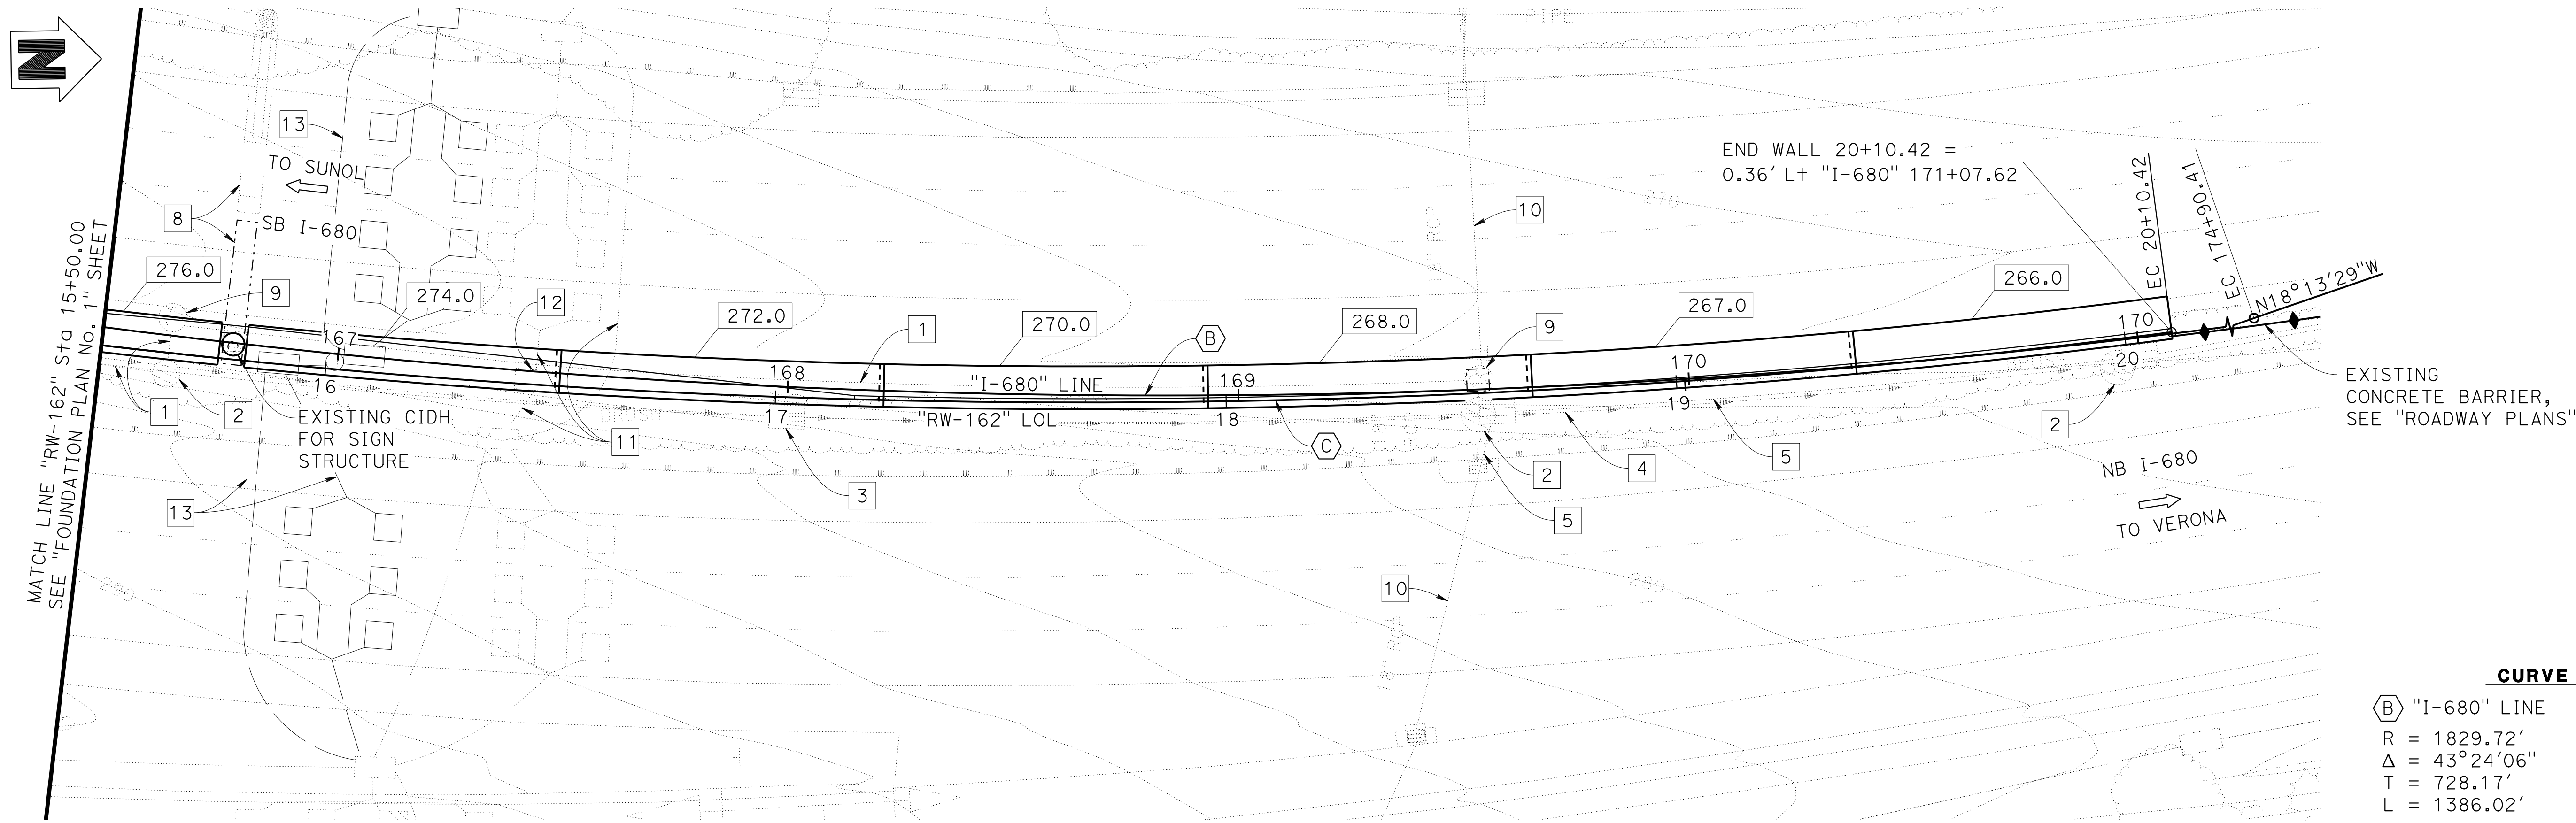 N
PIPE
13
TO SUNOL
8
SB I-680
276.0
9
274.0
12
272.0
1
270.0
B
268.0
9
10
267.0
266.0
END WALL 20+10.42 =
0.36' Lt "I-680" 171+07.62
270
EC 20+10.42
EC 174+90.41
N18°13'29"W
MATCH LINE "RW-162" Sta 15+50.00
SEE "FOUNDATION PLAN No. 1" SHEET
167
168
"I-680" LINE
169
170
170
16
17
"RW-162" LOL
18
19
20
1
2
EXISTING CIDH
FOR SIGN
STRUCTURE
11
3
C
2
4
5
5
2
EXISTING
CONCRETE BARRIER,
SEE "ROADWAY PLANS"
13
10
NB I-680
TO VERONA
280
CURVE
B "I-680" LINE
R = 1829.72'
Δ = 43°24'06"
T = 728.17'
L = 1386.02'